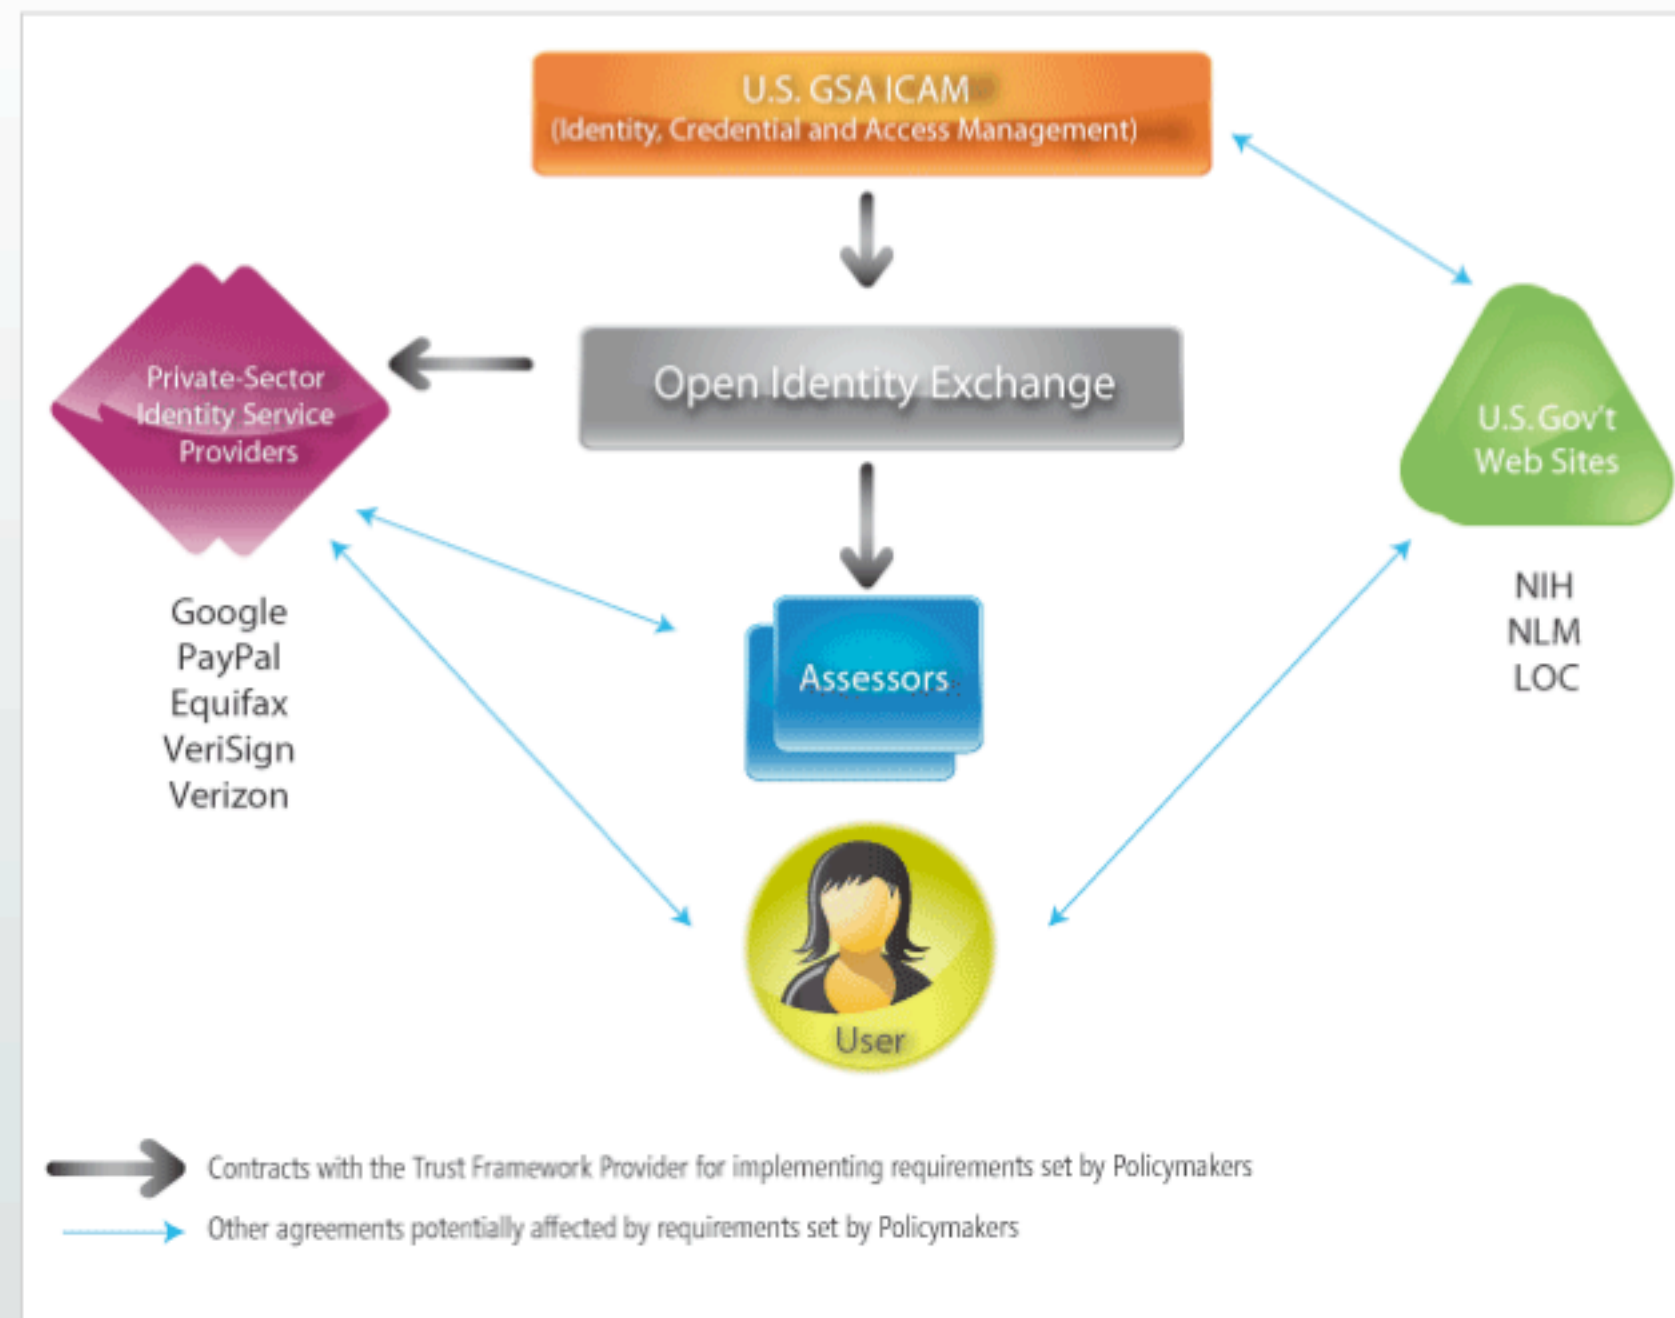 U.S. GSA ICAM
(Identity, Credential and Access Management)
Open Identity Exchange
Private-Sector
Identity Service
Providers
Google
PayPal
Equifax
VeriSign
Verizon
U.S. Gov't
Web Sites
NIH
NLM
LOC
Assessors
User
Contracts with the Trust Framework Provider for implementing requirements set by Policymakers
Other agreements potentially affected by requirements set by Policymakers